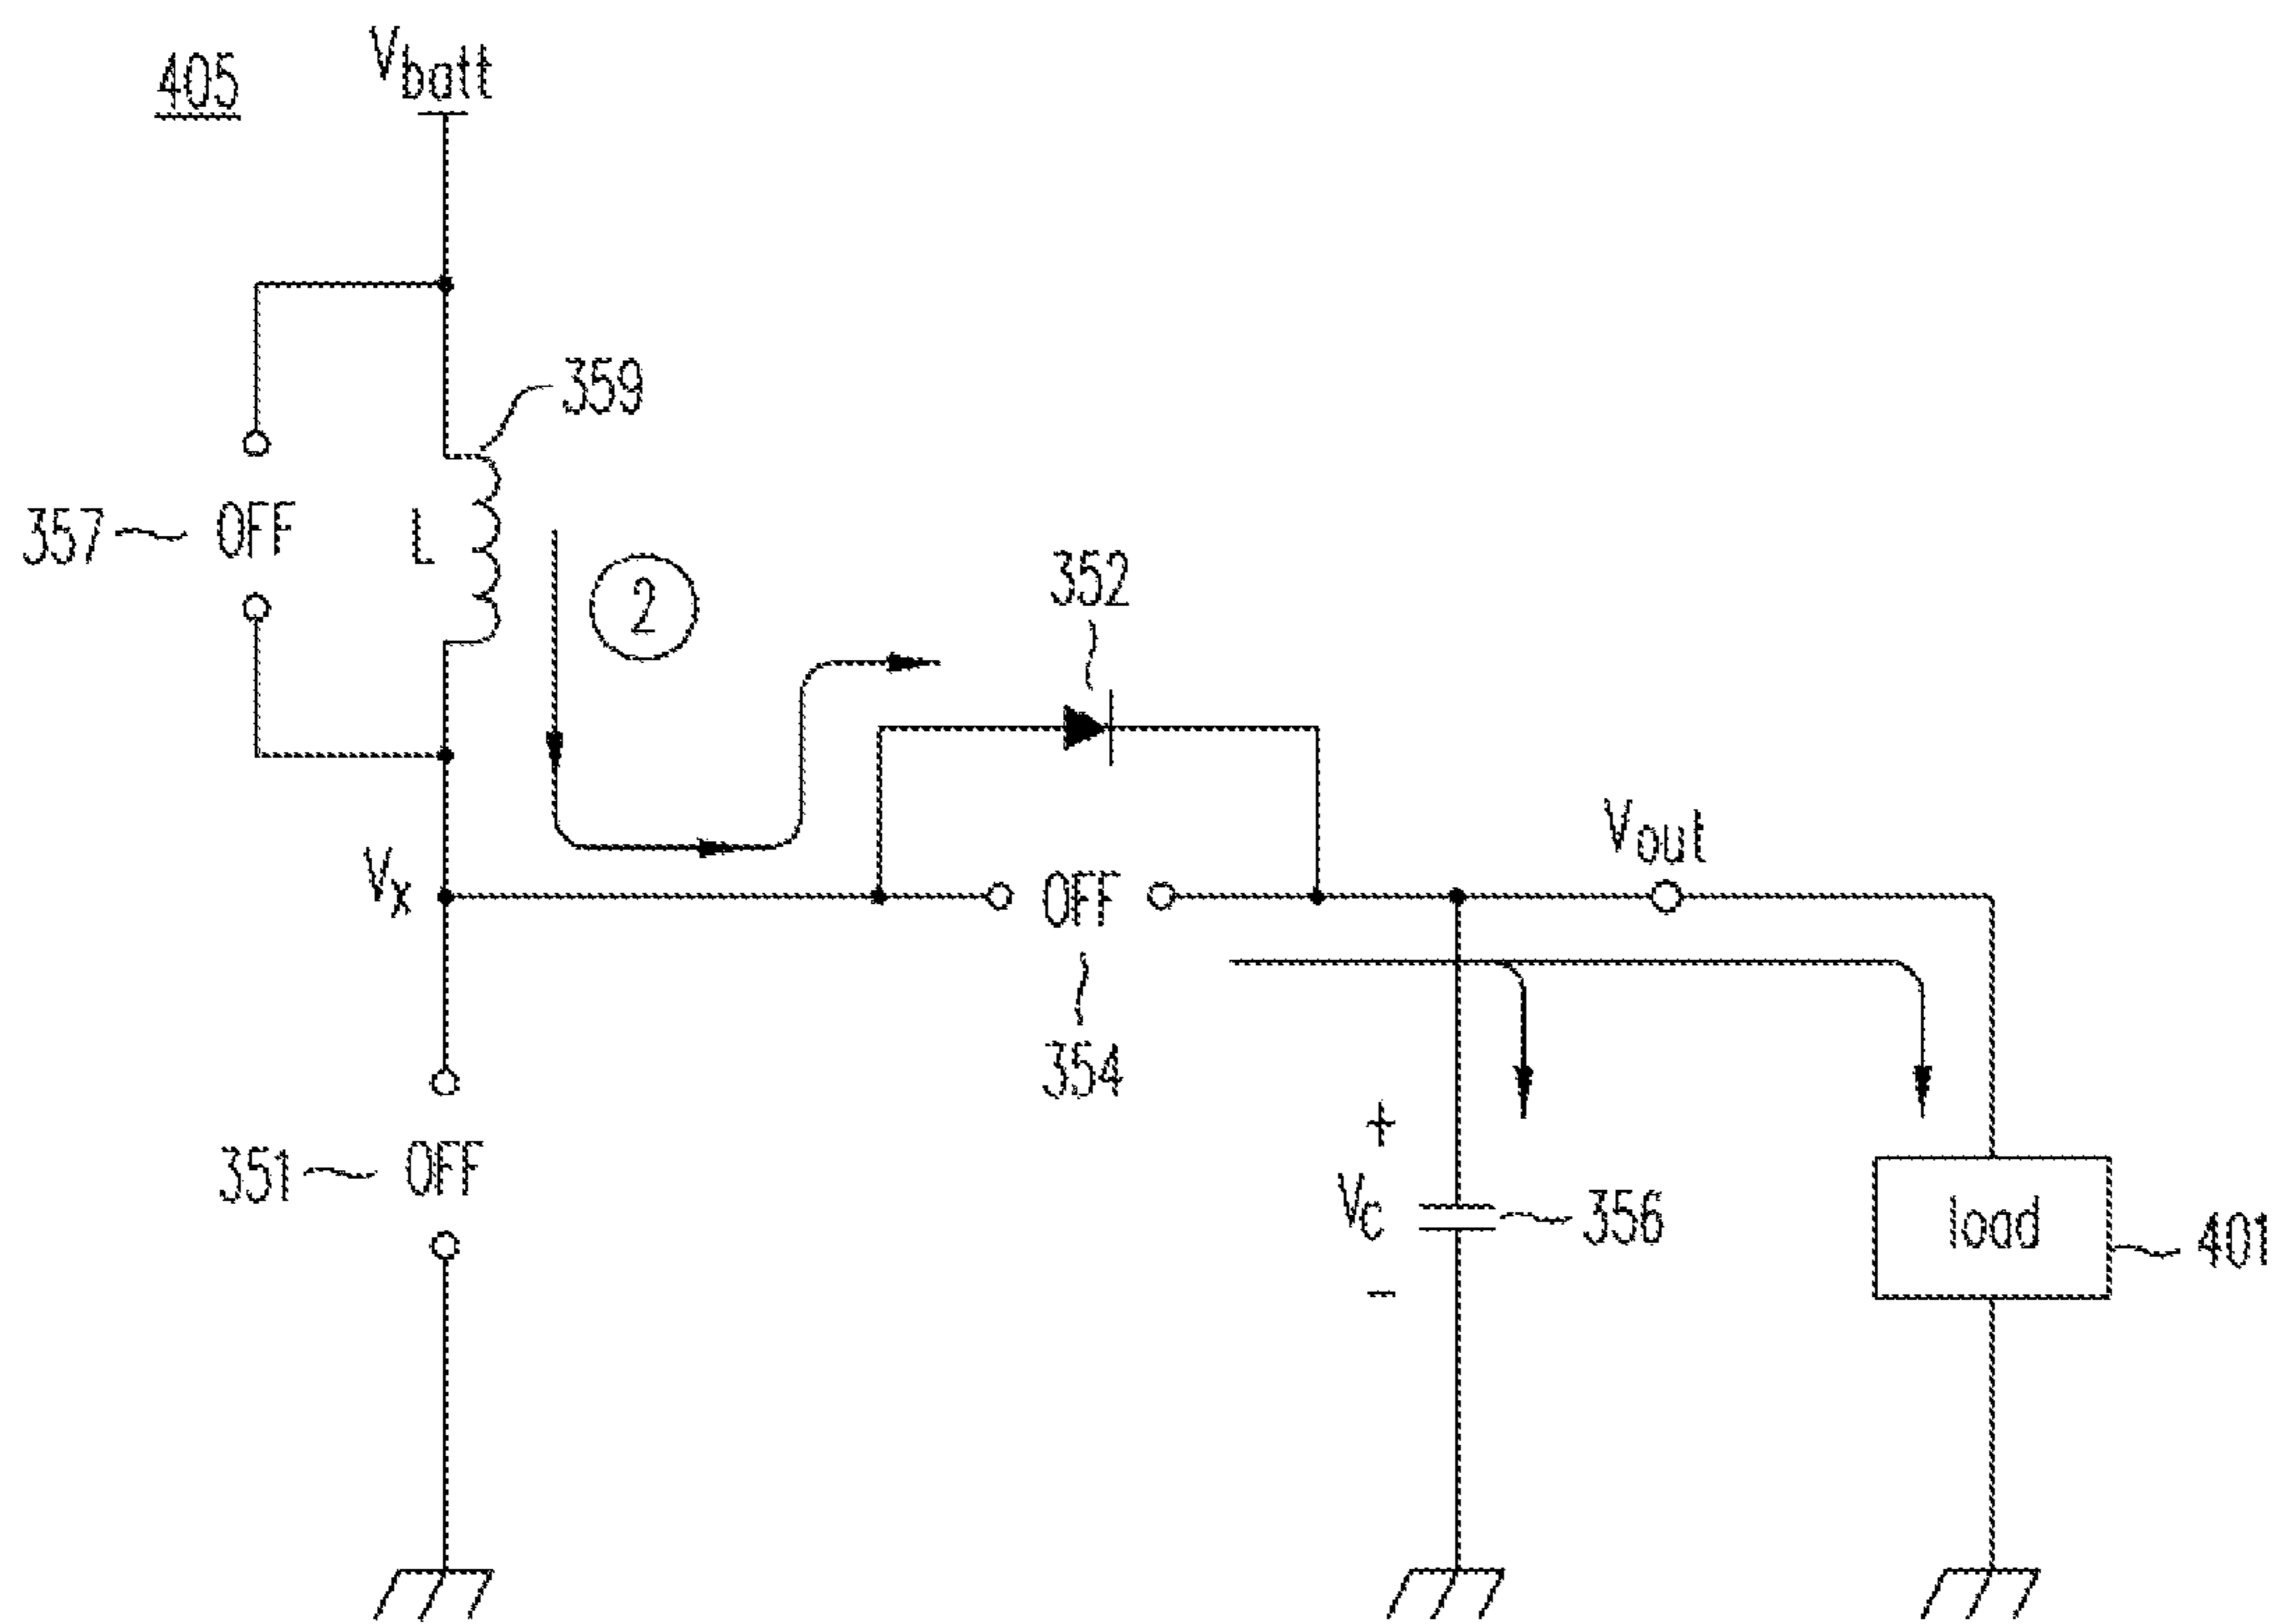 405
Vbatt
359
357
OFF
L
2
352
Vx
OFF
Vout
354
351
OFF
+
Vc
-
356
load
401